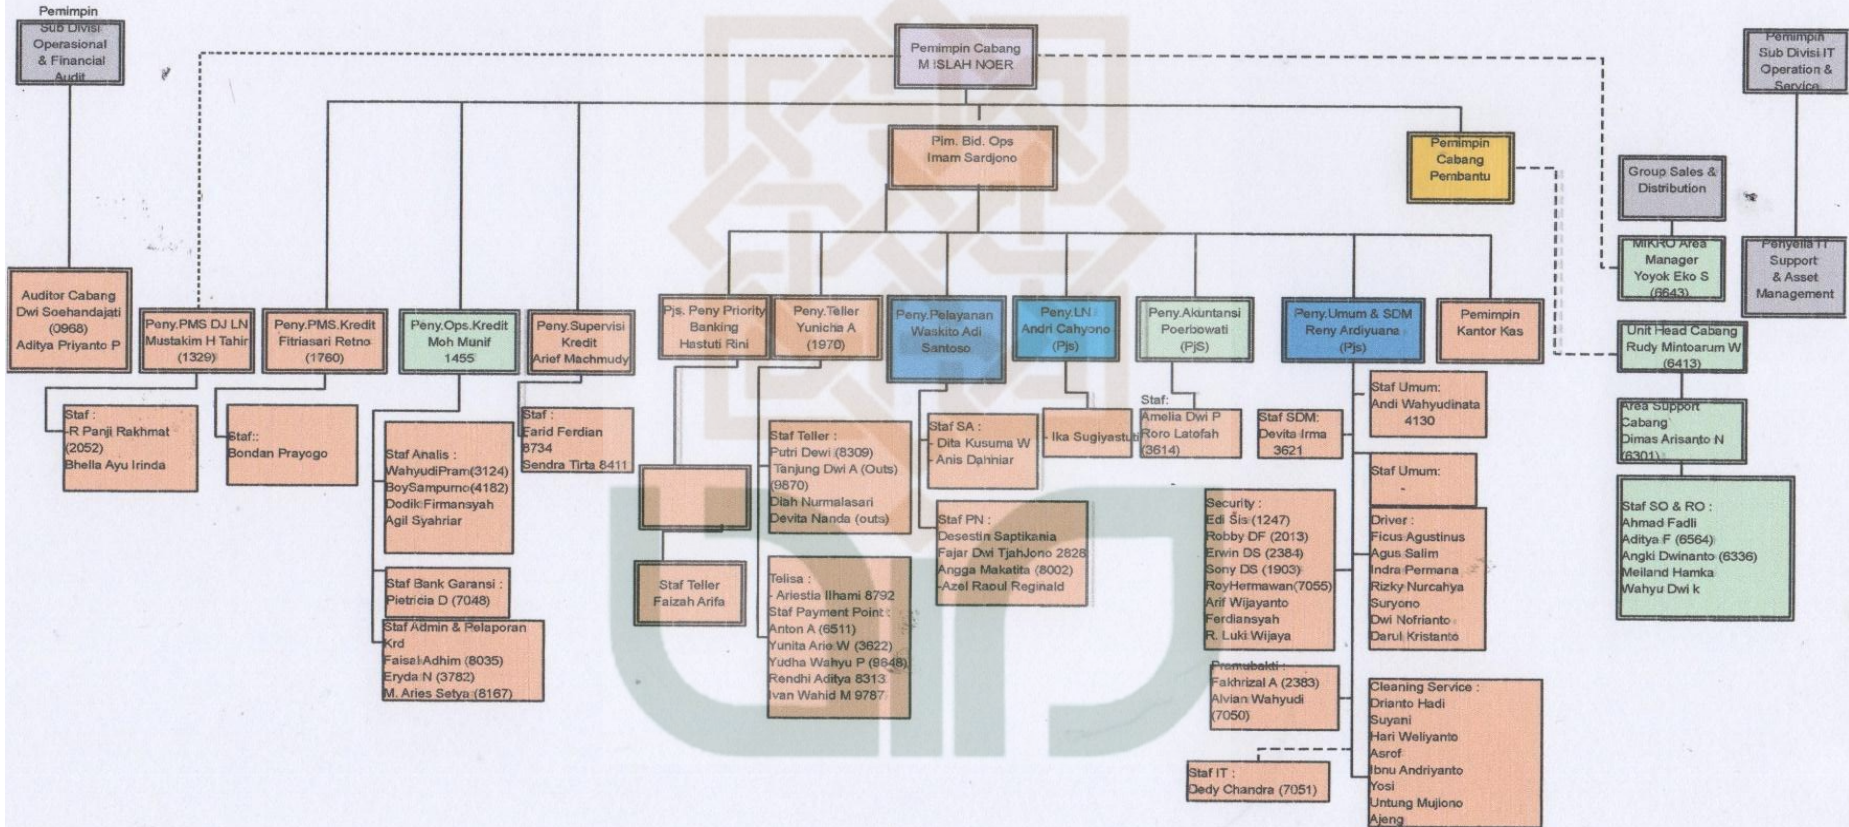 Pemimpin
Sub Divisi
Operasional
& Financial
Audit
Pemimpin Cabang
M ISLAH NOER
Pemimpin
Sub Divisi IT
Operation &
Service
Pim. Bid. Ops
Imam Sardjono
Pemimpin
Cabang
Pembantu
Group Sales &
Distribution
MIKRO Area
Manager
Yoyok Eko S
(6643)
Penyelia IT
Support
& Asset
Management
Auditor Cabang
Dwi Soehandajati
(0968)
Aditya Priyanto P
Peny.PMS DJ LN
Mustakim H Tahir
(1329)
Peny.PMS.Kredit
Fitriasari Retno
(1760)
Peny.Ops.Kredit
Moh Munif
1455
Peny.Supervisi
Kredit
Arief Machmudy
Pjs. Peny Priority
Banking
Hastuti Rini
Peny.Teller
Yunicha A
(1970)
Peny.Pelayanan
Waskito Adi
Santoso
Peny.LN
Andri Cahyono
(Pjs)
Peny.Akuntansi
Poerbowati
(PjS)
Peny.Umum & SDM
Reny Ardiyuana
(Pjs)
Pemimpin
Kantor Kas
Unit Head Cabang
Rudy Mintoarum W
(6413)
Staf :
-R Panji Rakhmat
(2052)
Bhella Ayu Irinda
Staf::
Bondan Prayogo
Staf Analis :
WahyudiPram(3124)
BoySampurno(4182)
Dodik Firmansyah
Agil Syahriar
Staf Bank Garansi :
Pietricia D (7048)
Staf Admin & Pelaporan
Krd
Faisal Adhim (8035)
Eryda N (3782)
M. Aries Setya (8167)
Staf :
Farid Ferdian
8734
Sendra Tirta 8411
Staf Teller
Faizah Arifa
Staf Teller :
Putri Dewi (8309)
Tanjung Dwi A (Outs)
(9870)
Diah Nurmalasari
Devita Nanda (outs)
Telisa :
- Ariestia Ilhami 8792
Staf Payment Point :
Anton A (6511)
Yunita Arie W (3622)
Yudha Wahyu P (9848)
Rendhi Aditya 8313
Ivan Wahid M 9787
Staf SA :
- Dita Kusuma W
- Anis Dahniar
Staf PN :
Desestin Saptikania
Fajar Dwi TjahJono 2828
Angga Makatita (8002)
-Azel Raoul Reginald
- Ika Sugiyastuti
Staf:
Amelia Dwi P
Roro Latofah
(3614)
Staf SDM:
Devita Irma
3621
Staf Umum:
Andi Wahyudinata
4130
Staf Umum:
-
Security :
Edi Sis (1247)
Robby DF (2013)
Erwin DS (2384)
Sony DS (1903)
RoyHermawan(7055)
Arif Wijayanto
Ferdiansyah
R. Luki Wijaya
Driver :
Ficus Agustinus
Agus Salim
Indra Permana
Rizky Nurcahya
Suryono
Dwi Nofrianto
Darul Kristanto
Pramubakti :
Fakhrizal A (2383)
Alvian Wahyudi
(7050)
Staf IT :
Dedy Chandra (7051)
Cleaning Service :
Drianto Hadi
Suyani
Hari Weliyanto
Asrof
Ibnu Andriyanto
Yosi
Untung Mujiono
Ajeng
Area Support
Cabang
Dimas Arisanto N
(6301)
Staf SO & RO :
Ahmad Fadli
Aditya F (6564)
Angki Dwinanto (6336)
Meiland Hamka
Wahyu Dwi k